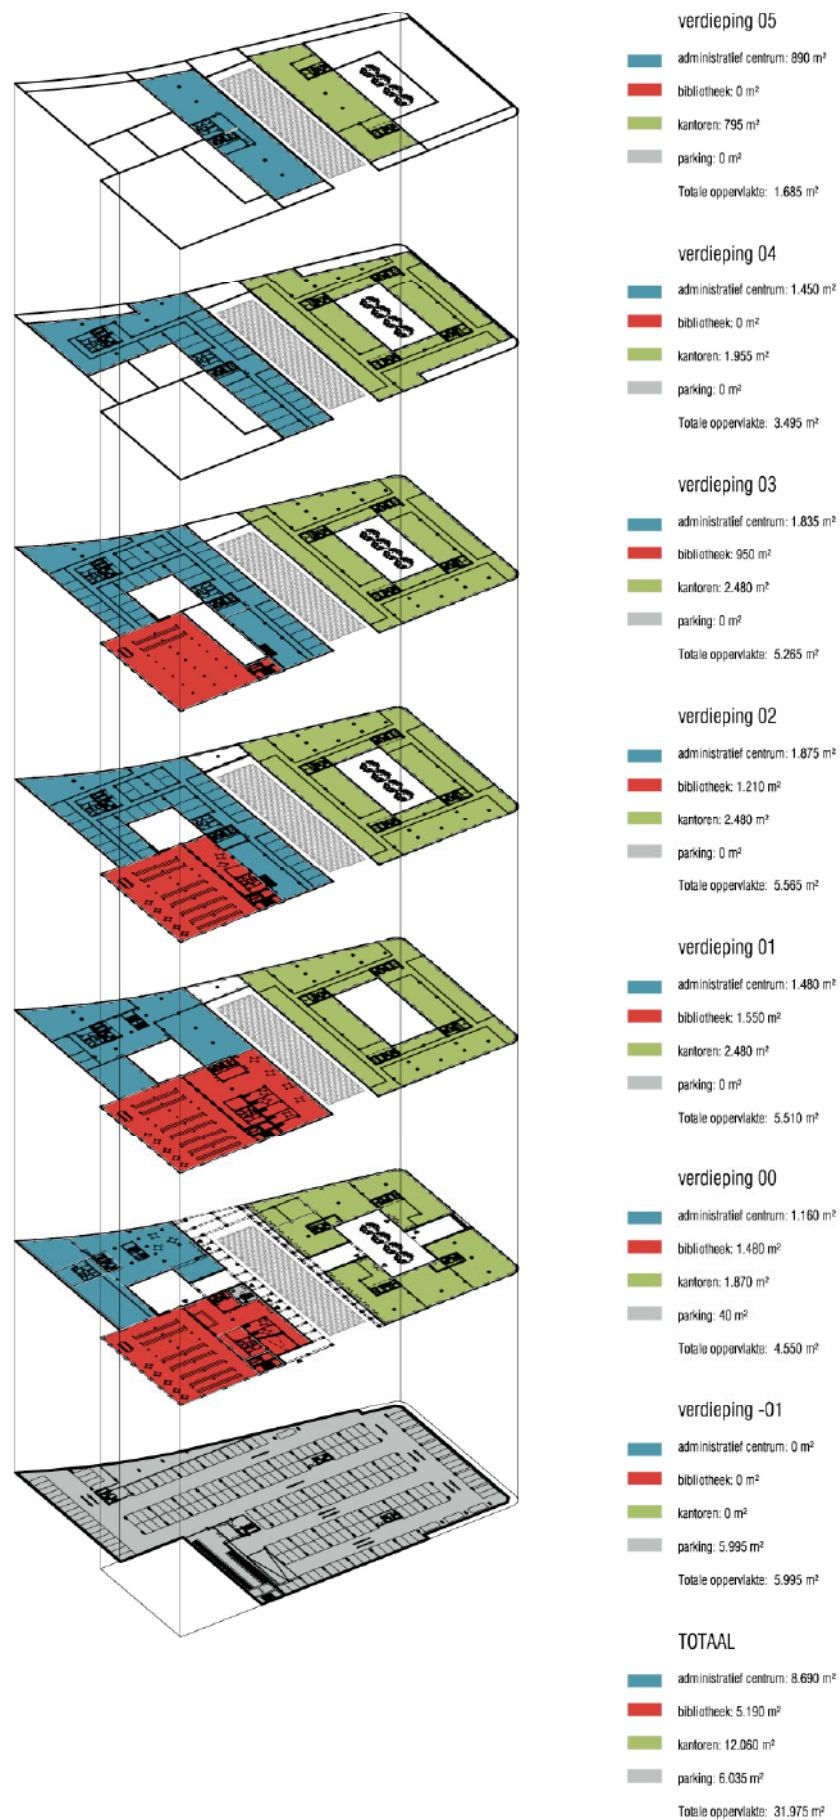 verdieping 05
administratief centrum: 890 m²
bibliotheek: 0 m²
kantoren: 795 m²
parking: 0 m²
Totale oppervlakte: 1.685 m²
verdieping 04
administratief centrum: 1.450 m²
bibliotheek: 0 m²
kantoren: 1.955 m²
parking: 0 m²
Totale oppervlakte: 3.495 m²
verdieping 03
administratief centrum: 1.835 m²
bibliotheek: 950 m²
kantoren: 2.480 m²
parking: 0 m²
Totale oppervlakte: 5.265 m²
verdieping 02
administratief centrum: 1.875 m²
bibliotheek: 1.210 m²
kantoren: 2.480 m²
parking: 0 m²
Totale oppervlakte: 5.565 m²
verdieping 01
administratief centrum: 1.480 m²
bibliotheek: 1.550 m²
kantoren: 2.480 m²
parking: 0 m²
Totale oppervlakte: 5.510 m²
verdieping 00
administratief centrum: 1.160 m²
bibliotheek: 1.480 m²
kantoren: 1.870 m²
parking: 40 m²
Totale oppervlakte: 4.550 m²
verdieping -01
administratief centrum: 0 m²
bibliotheek: 0 m²
kantoren: 0 m²
parking: 5.995 m²
Totale oppervlakte: 5.995 m²
TOTAAL
administratief centrum: 8.690 m²
bibliotheek: 5.190 m²
kantoren: 12.060 m²
parking: 6.035 m²
Totale oppervlakte: 31.975 m²